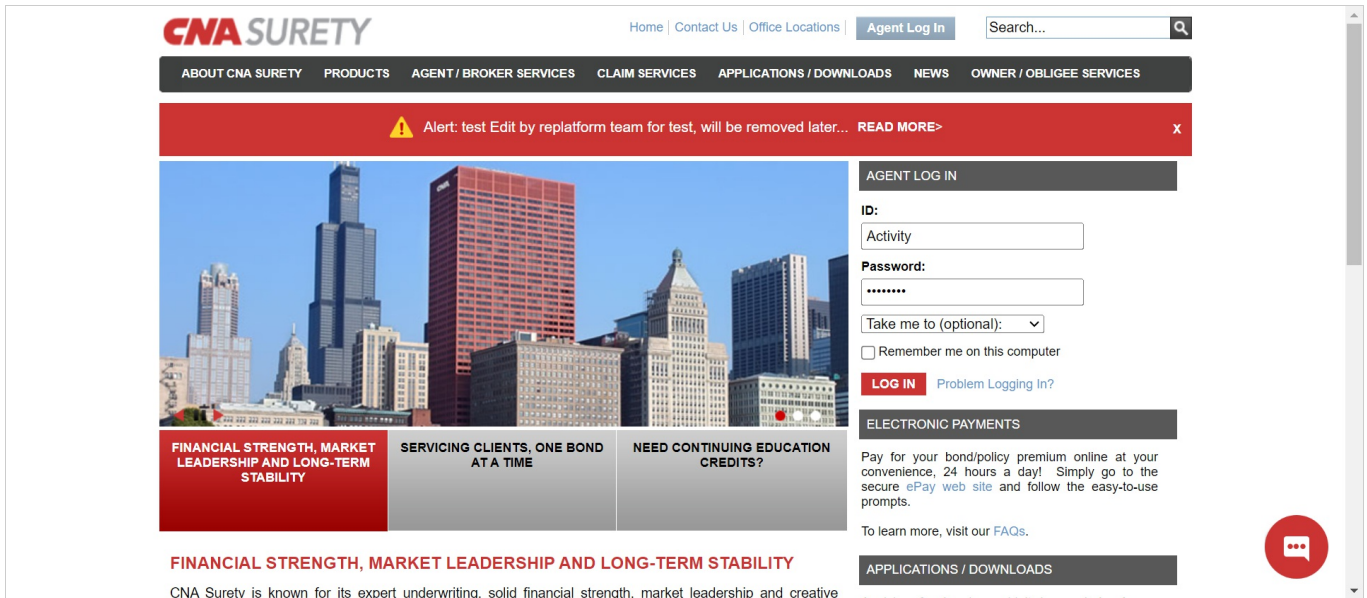 CNA SURETY
Home | Contact Us | Office Locations | Agent Log In
Search...
ABOUT CNA SURETY PRODUCTS AGENT / BROKER SERVICES CLAIM SERVICES APPLICATIONS / DOWNLOADS NEWS OWNER / OBLIGEE SERVICES
Alert: test Edit by replatform team for test, will be removed later... READ MORE>
X
CNA
AGENT LOG IN
ID:
Activity
Password:
••••••••
Take me to (optional):
Remember me on this computer
LOG IN Problem Logging In?
FINANCIAL STRENGTH, MARKET
LEADERSHIP AND LONG-TERM
STABILITY
SERVICING CLIENTS, ONE BOND
AT A TIME
NEED CONTINUING EDUCATION
CREDITS?
ELECTRONIC PAYMENTS
Pay for your bond/policy premium online at your
convenience, 24 hours a day! Simply go to the
secure ePay web site and follow the easy-to-use
prompts.
To learn more, visit our FAQs.
FINANCIAL STRENGTH, MARKET LEADERSHIP AND LONG-TERM STABILITY
CNA Surety is known for its expert underwriting, solid financial strength, market leadership and creative
APPLICATIONS / DOWNLOADS